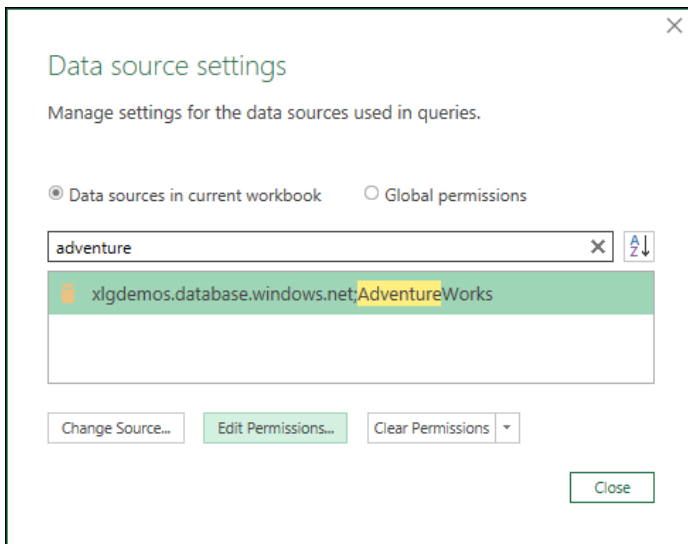 Data source settings
Manage settings for the data sources used in queries.
Data sources in current workbook Global permissions
adventure
xlgdemos.database.windows.net;AdventureWorks
Change Source... Edit Permissions... Clear Permissions
Close